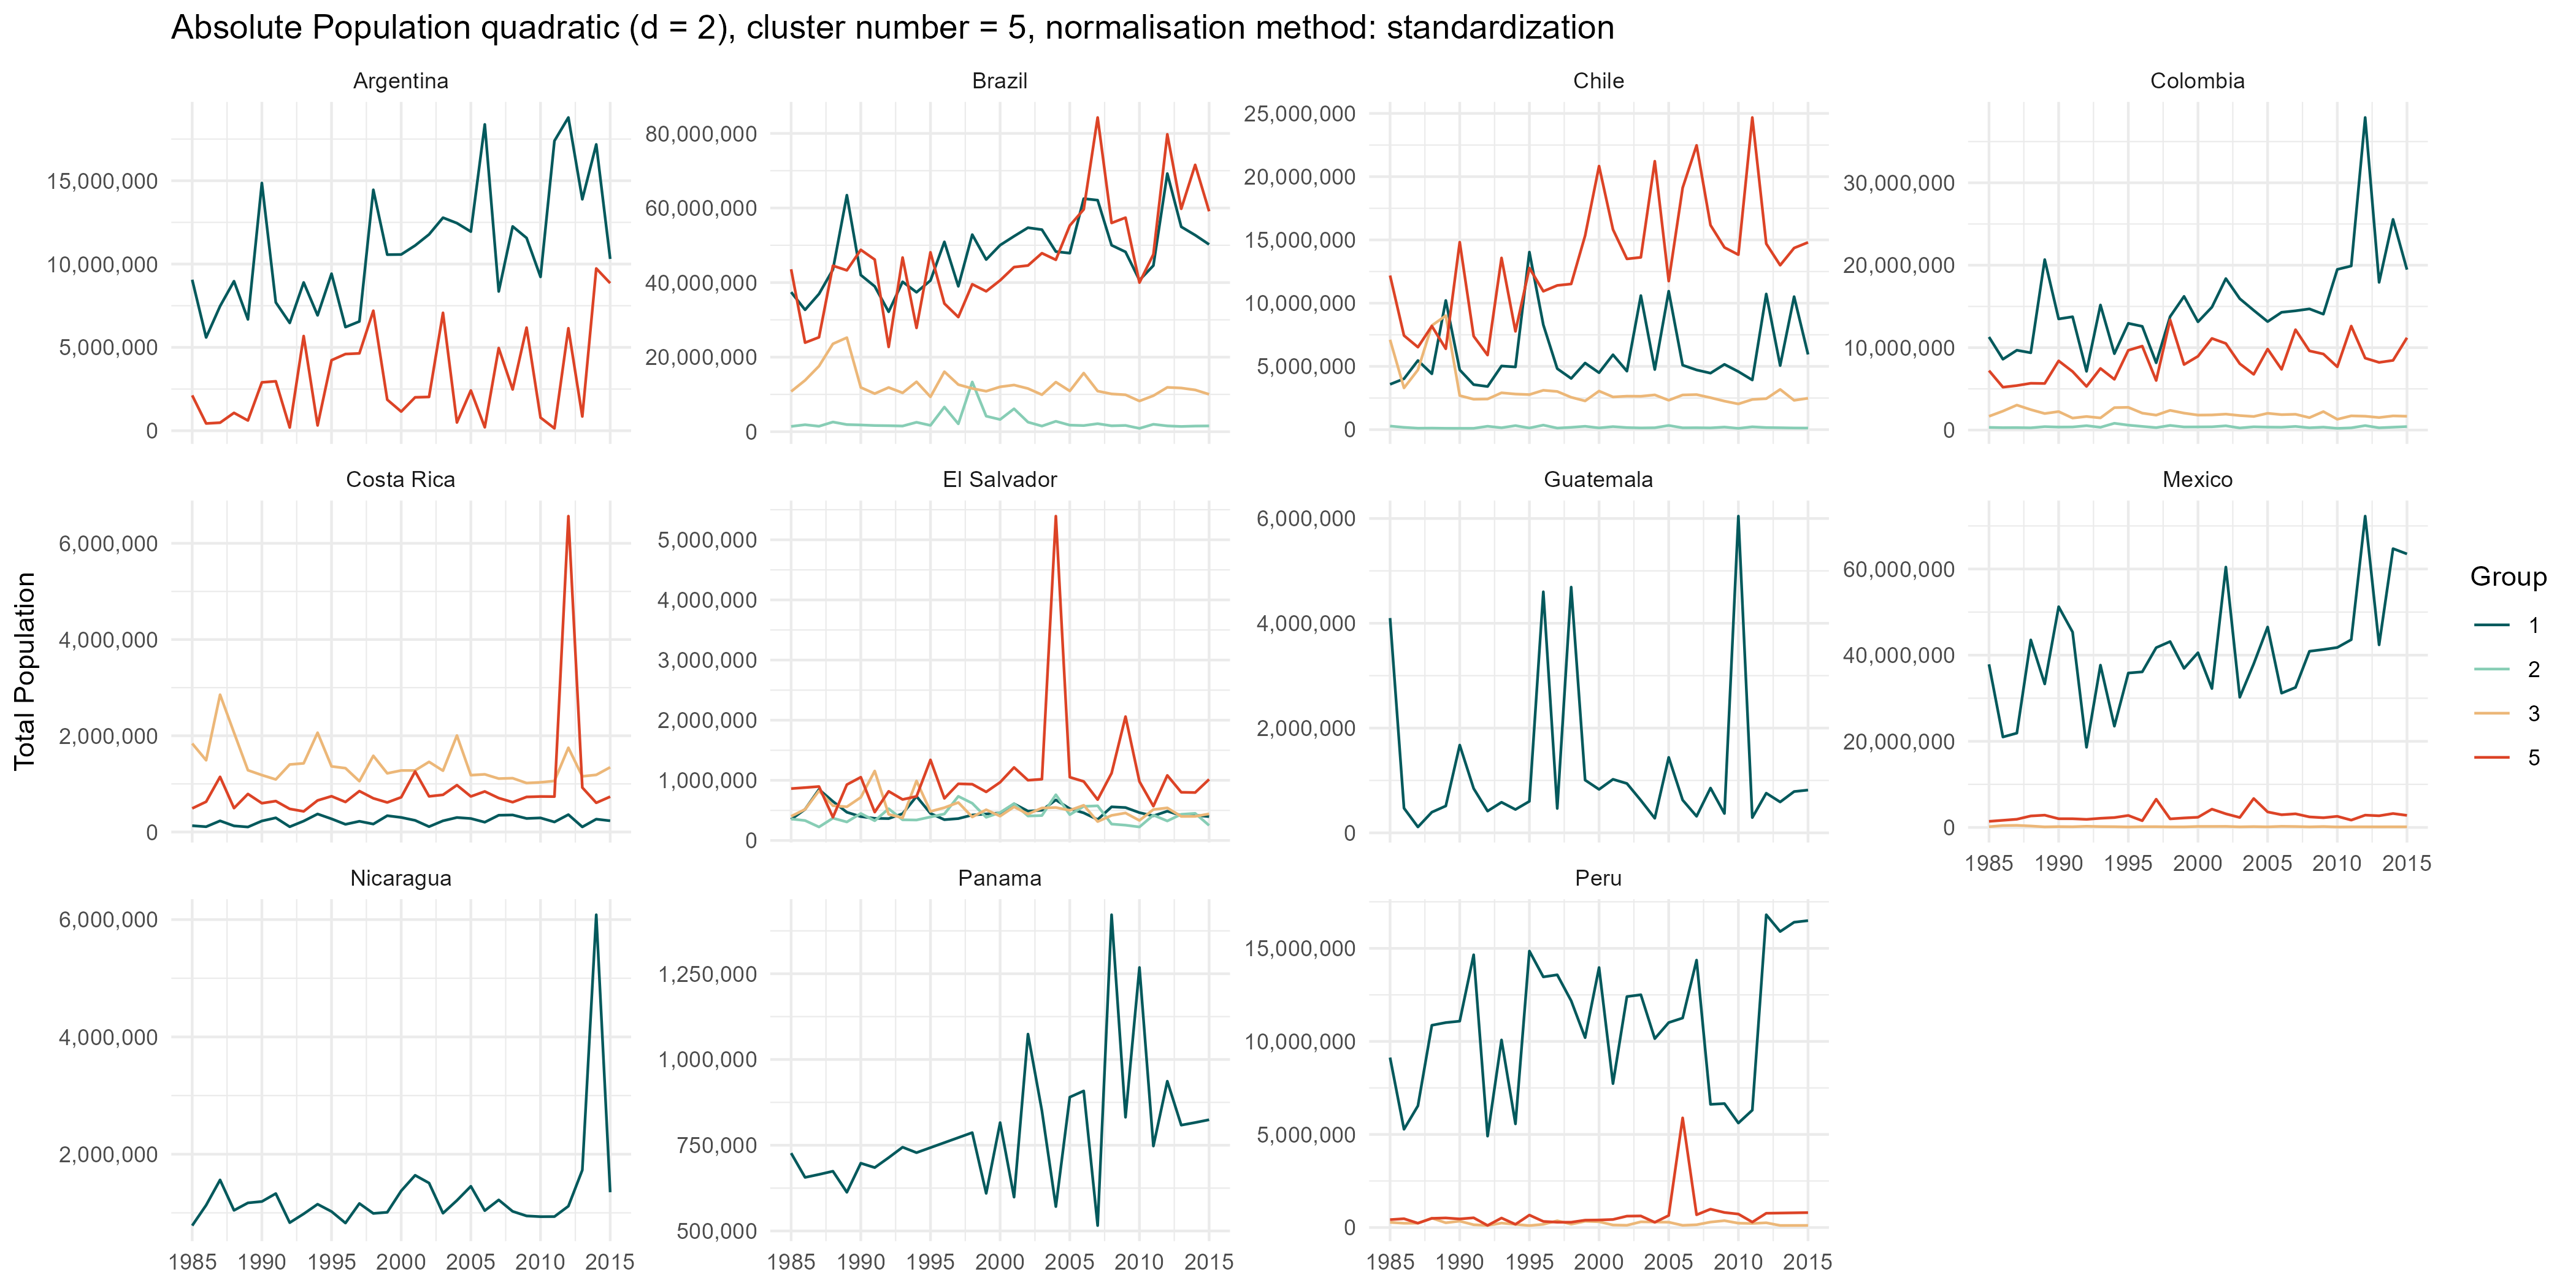 Absolute Population quadratic (d = 2), cluster number = 5, normalisation method: standardization
Argentina
Brazil
Chile
Colombia
15,000,000
10,000,000
5,000,000
0
80,000,000
60,000,000
40,000,000
20,000,000
0
25,000,000
20,000,000
15,000,000
10,000,000
5,000,000
0
30,000,000
20,000,000
10,000,000
0
Costa Rica
El Salvador
Guatemala
Mexico
6,000,000
4,000,000
2,000,000
0
5,000,000
4,000,000
3,000,000
2,000,000
1,000,000
0
6,000,000
4,000,000
2,000,000
0
60,000,000
40,000,000
20,000,000
0
1985 1990 1995 2000 2005 2010 2015
Total Population
Nicaragua
Panama
Peru
6,000,000
4,000,000
2,000,000
1,250,000
1,000,000
750,000
500,000
15,000,000
10,000,000
5,000,000
0
1985 1990 1995 2000 2005 2010 2015
1985 1990 1995 2000 2005 2010 2015
1985 1990 1995 2000 2005 2010 2015
Group
1
2
3
5